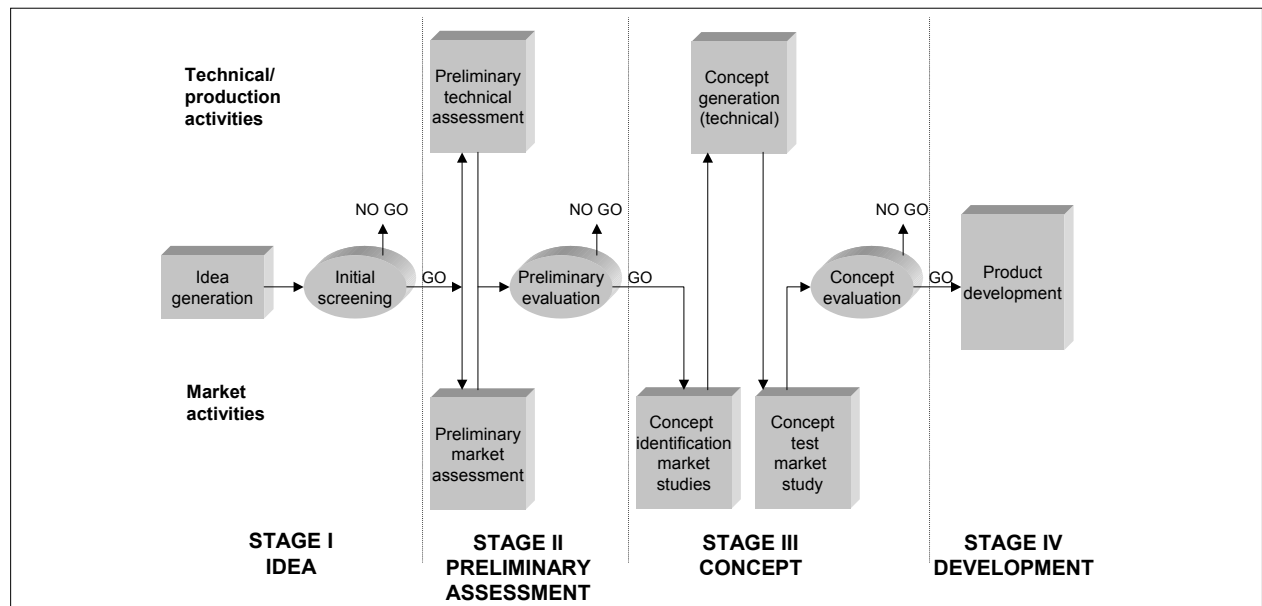 Technical/
production
activities
Preliminary
technical
assessment
Concept
generation
(technical)
NO GO
NO GO
NO GO
Idea
generation
Initial
screening
GO
Preliminary
evaluation
GO
Concept
evaluation
GO
Product
development
Market
activities
Preliminary
market
assessment
Concept
identification
market
studies
Concept
test
market
study
STAGE I
IDEA
STAGE II
PRELIMINARY
ASSESSMENT
STAGE III
CONCEPT
STAGE IV
DEVELOPMENT